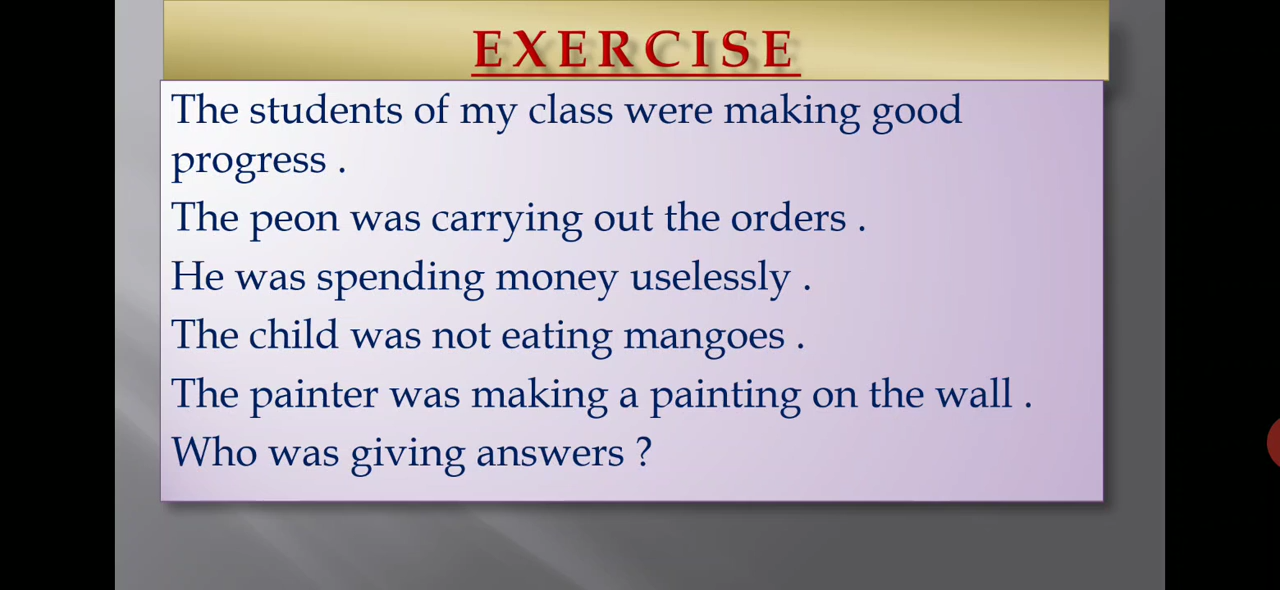 EXERCISE
The students of my class were making good
progress .
The peon was carrying out the orders .
He was spending money uselessly .
The child was not eating mangoes .
The painter was making a painting on the wall .
Who was giving answers ?